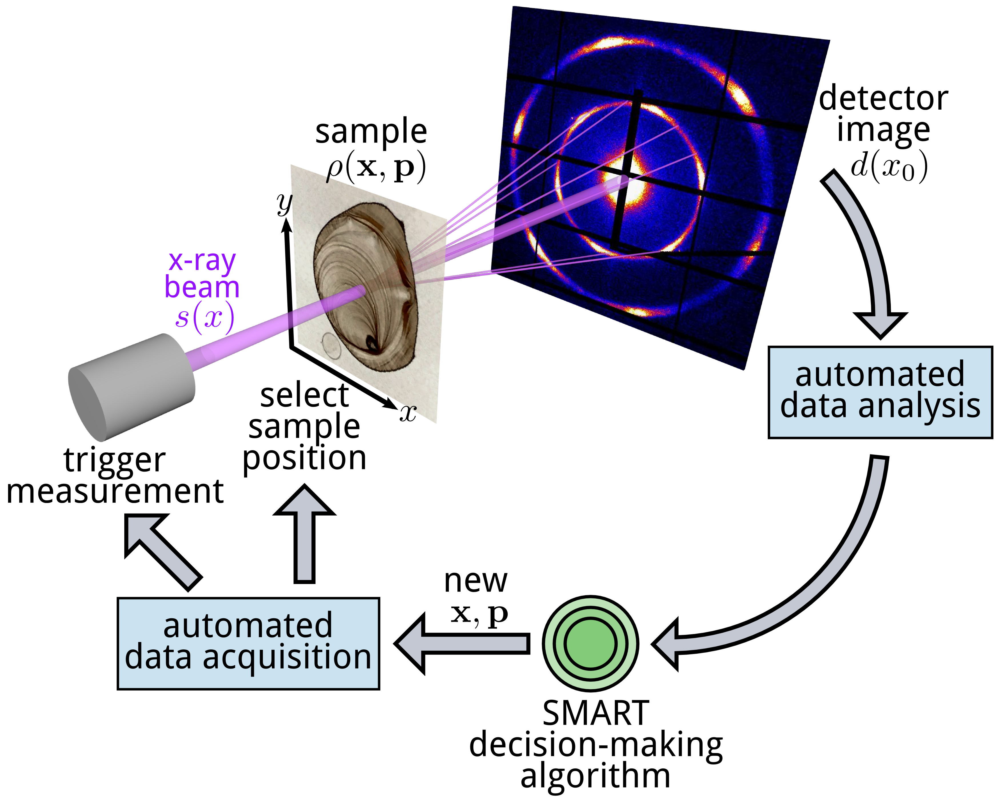 sample
ρ(x, p)
detector
image
d(x₀)
y
x-ray
beam
s(x)
x
automated
data analysis
select
sample
position
trigger
measurement
new
x, p
automated
data acquisition
SMART
decision-making
algorithm